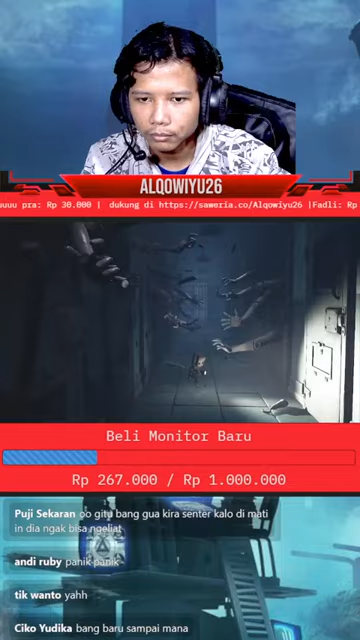 ALQOWIYU26
uuuu pra: Rp 30.000 | dukung di https://saweria.co/Alqowiyu26 |Fadli: Rp
Beli Monitor Baru
Rp 267.000 / Rp 1.000.000
Puji Sekaran oo gitu bang gua kira senter kalo di mati
in dia ngak bisa ngeliat
andi ruby panik panik
tik wanto yahh
Ciko Yudika bang baru sampai mana